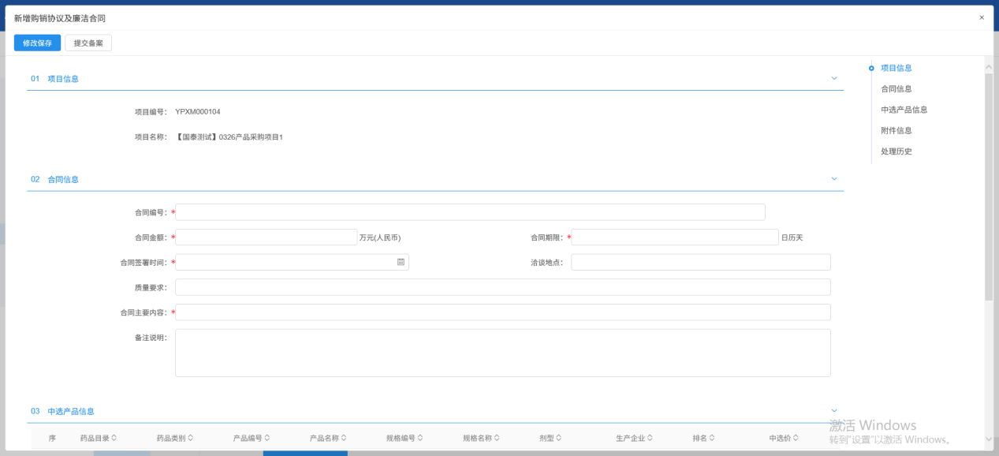 新增购销协议及廉洁合同 ×
修改保存 提交备案
01 项目信息
项目编号： YPXM000104
项目名称： 【国泰测试】0326产品采购项目1
02 合同信息
合同编号：*
合同金额：* 万元(人民币) 合同期限：* 日历天
合同签署时间：* 洽谈地点：
质量要求：
合同主要内容：*
备注说明：
03 中选产品信息
序 药品目录 药品类别 产品编号 产品名称 规格编号 规格名称 剂型 生产企业 排名 中选价
项目信息
合同信息
中选产品信息
附件信息
处理历史
激活 Windows
转到"设置"以激活 Windows。